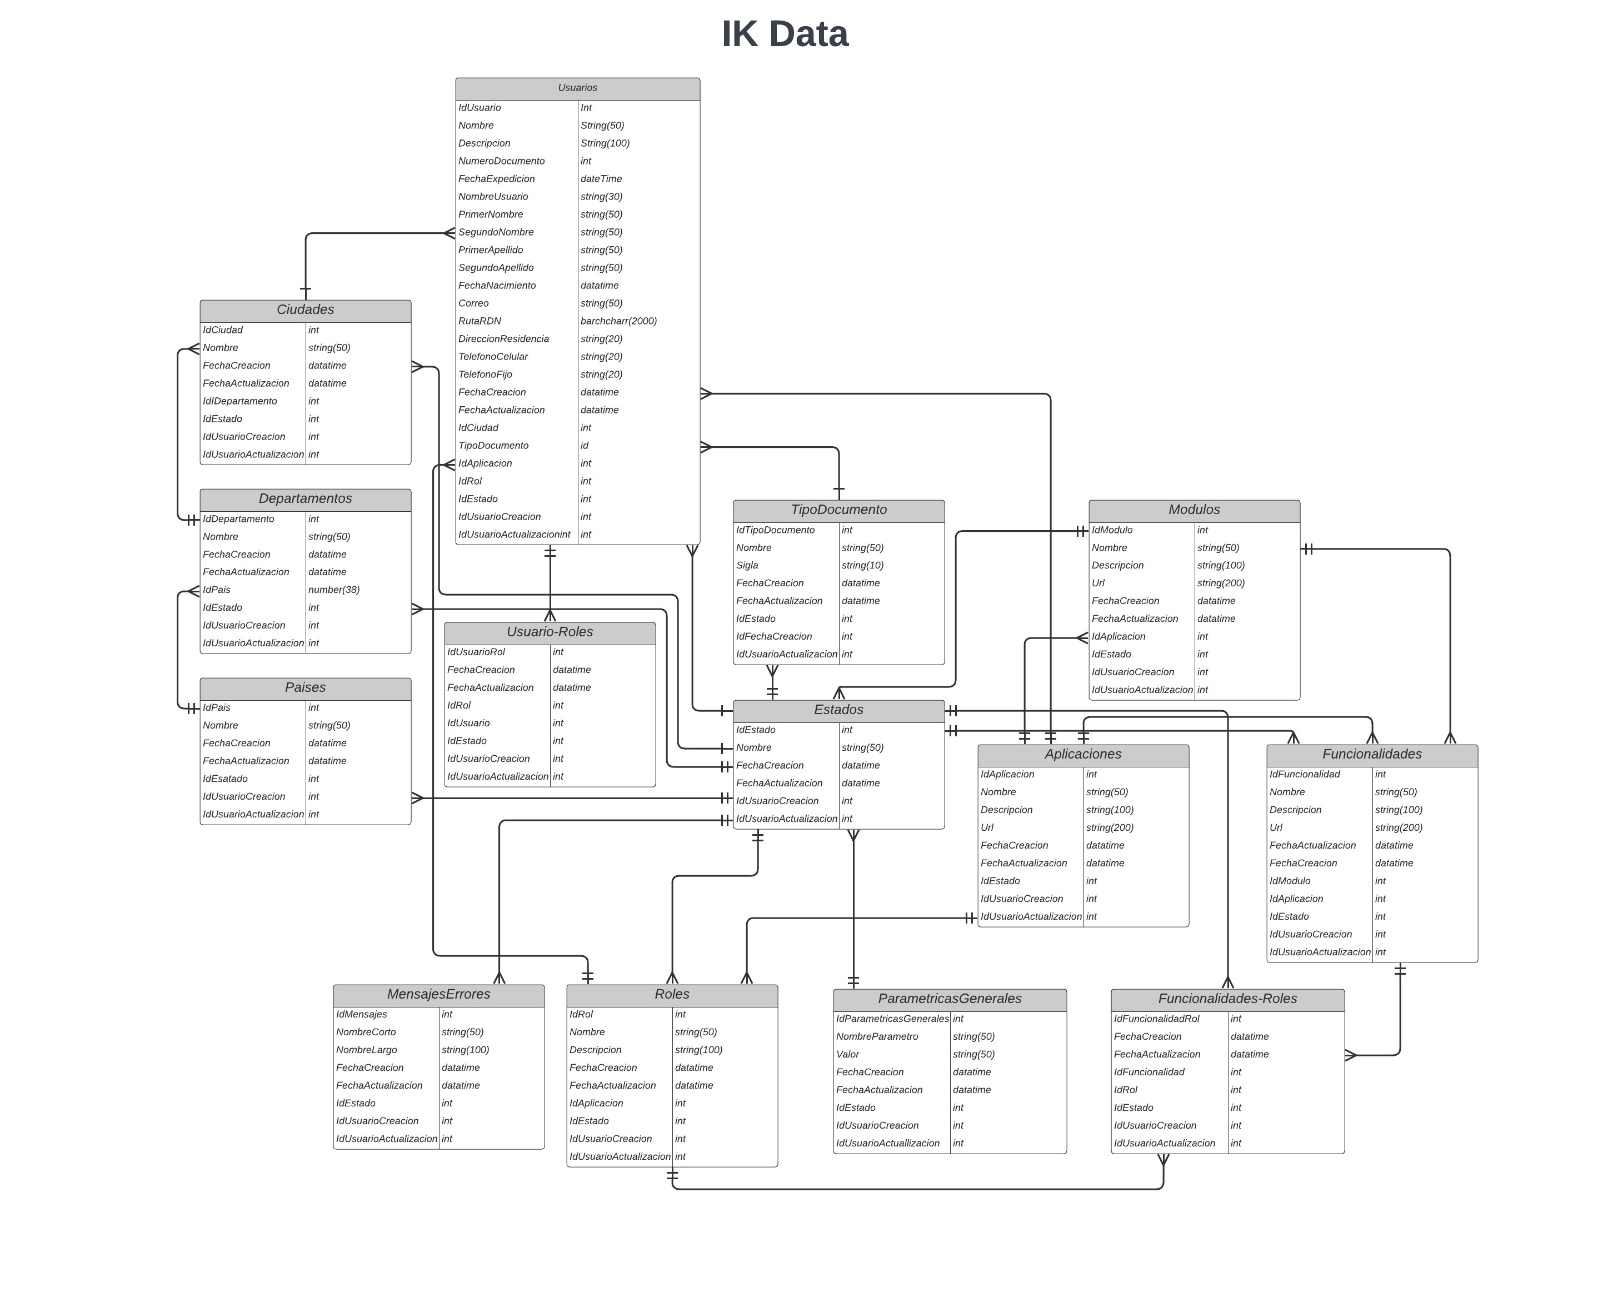 IK Data
Usuarios
IdUsuario Int
Nombre String(50)
Descripcion String(100)
NumeroDocumento int
FechaExpedicion dateTime
NombreUsuario string(30)
PrimerNombre string(50)
SegundoNombre string(50)
PrimerApellido string(50)
SegundoApellido string(50)
FechaNacimiento datatime
Correo string(50)
RutaRDN barchcharr(2000)
DireccionResidencia string(20)
TelefonoCelular string(20)
TelefonoFijo string(20)
FechaCreacion datatime
FechaActualizacion datatime
IdCiudad int
TipoDocumento id
IdAplicacion int
IdRol int
IdEstado int
IdUsuarioCreacion int
IdUsuarioActualizacionint int
Ciudades
IdCiudad int
Nombre string(50)
FechaCreacion datatime
FechaActualizacion datatime
IdIDepartamento int
IdEstado int
IdUsuarioCreacion int
IdUsuarioActualizacion int
Departamentos
IdDepartamento int
Nombre string(50)
FechaCreacion datatime
FechaActualizacion datatime
IdPais number(38)
IdEstado int
IdUsuarioCreacion int
IdUsuarioActualizacion int
Paises
IdPais int
Nombre string(50)
FechaCreacion datatime
FechaActualizacion datatime
IdEsatado int
IdUsuarioCreacion int
IdUsuarioActualizacion int
Usuario-Roles
IdUsuarioRol int
FechaCreacion datatime
FechaActualizacion datatime
IdRol int
IdUsuario int
IdEstado int
IdUsuarioCreacion int
IdUsuarioActualizacion int
TipoDocumento
IdTipoDocumento int
Nombre string(50)
Sigla string(10)
FechaCreacion datatime
FechaActualizacion datatime
IdEstado int
IdFechaCreacion int
IdUsuarioActualizacion int
Modulos
IdModulo int
Nombre string(50)
Descripcion string(100)
Url string(200)
FechaCreacion datatime
FechaActualizacion datatime
IdAplicacion int
IdEstado int
IdUsuarioCreacion int
IdUsuarioActualizacion int
Estados
IdEstado int
Nombre string(50)
FechaCreacion datatime
FechaActualizacion datatime
IdUsuarioCreacion int
IdUsuarioActualizacion int
Aplicaciones
IdAplicacion int
Nombre string(50)
Descripcion string(100)
Url string(200)
FechaCreacion datatime
FechaActualizacion datatime
IdEstado int
IdUsuarioCreacion int
IdUsuarioActualizacion int
Funcionalidades
IdFuncionalidad int
Nombre string(50)
Descripcion string(100)
Url string(200)
FechaActualizacion datatime
FechaCreacion datatime
IdModulo int
IdAplicacion int
IdEstado int
IdUsuarioCreacion int
IdUsuarioActualizacion int
MensajesErrores
IdMensajes int
NombreCorto string(50)
NombreLargo string(100)
FechaCreacion datatime
FechaActualizacion datatime
IdEstado int
IdUsuarioCreacion int
IdUsuarioActualizacion int
Roles
IdRol int
Nombre string(50)
Descripcion string(100)
FechaCreacion datatime
FechaActualizacion datatime
IdAplicacion int
IdEstado int
IdUsuarioCreacion int
IdUsuarioActualizacion int
ParametricasGenerales
IdParametricasGenerales int
NombreParametro string(50)
Valor string(50)
FechaCreacion datatime
FechaActualizacion datatime
IdEstado int
IdUsuarioCreacion int
IdUsuarioActuallizacion int
Funcionalidades-Roles
IdFuncionalidadRol int
FechaCreacion datatime
FechaActualizacion datatime
IdFuncionalidad int
IdRol int
IdEstado int
IdUsuarioCreacion int
IdUsuarioActualizacion int